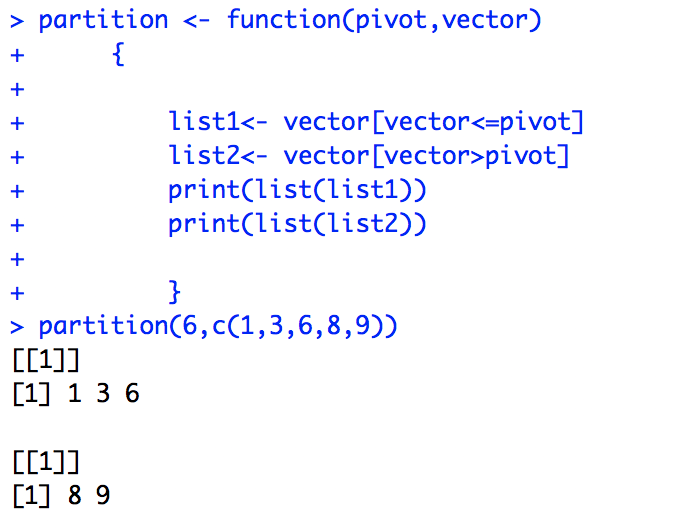 > partition <- function(pivot,vector)
+      {
+
+          list1<- vector[vector<=pivot]
+          list2<- vector[vector>pivot]
+          print(list(list1))
+          print(list(list2))
+
+          }
> partition(6,c(1,3,6,8,9))
[[1]]
[1] 1 3 6

[[1]]
[1] 8 9